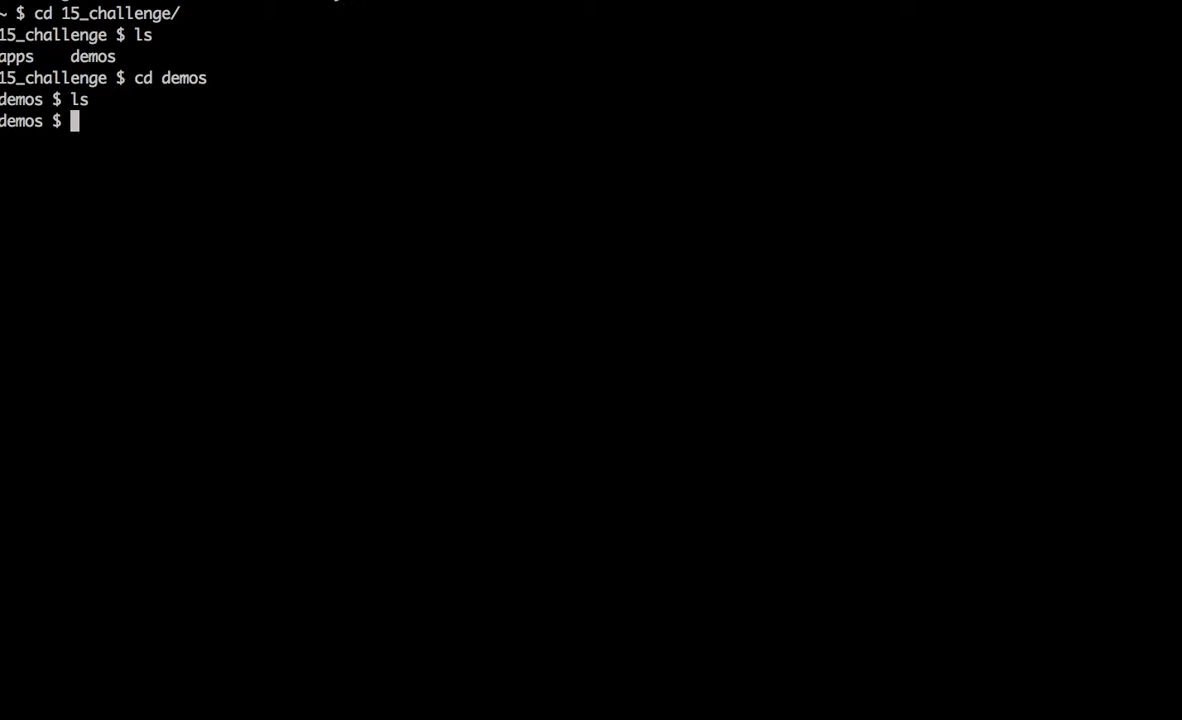 ~ $ cd 15_challenge/
15_challenge $ ls
apps    demos
15_challenge $ cd demos
demos $ ls
demos $